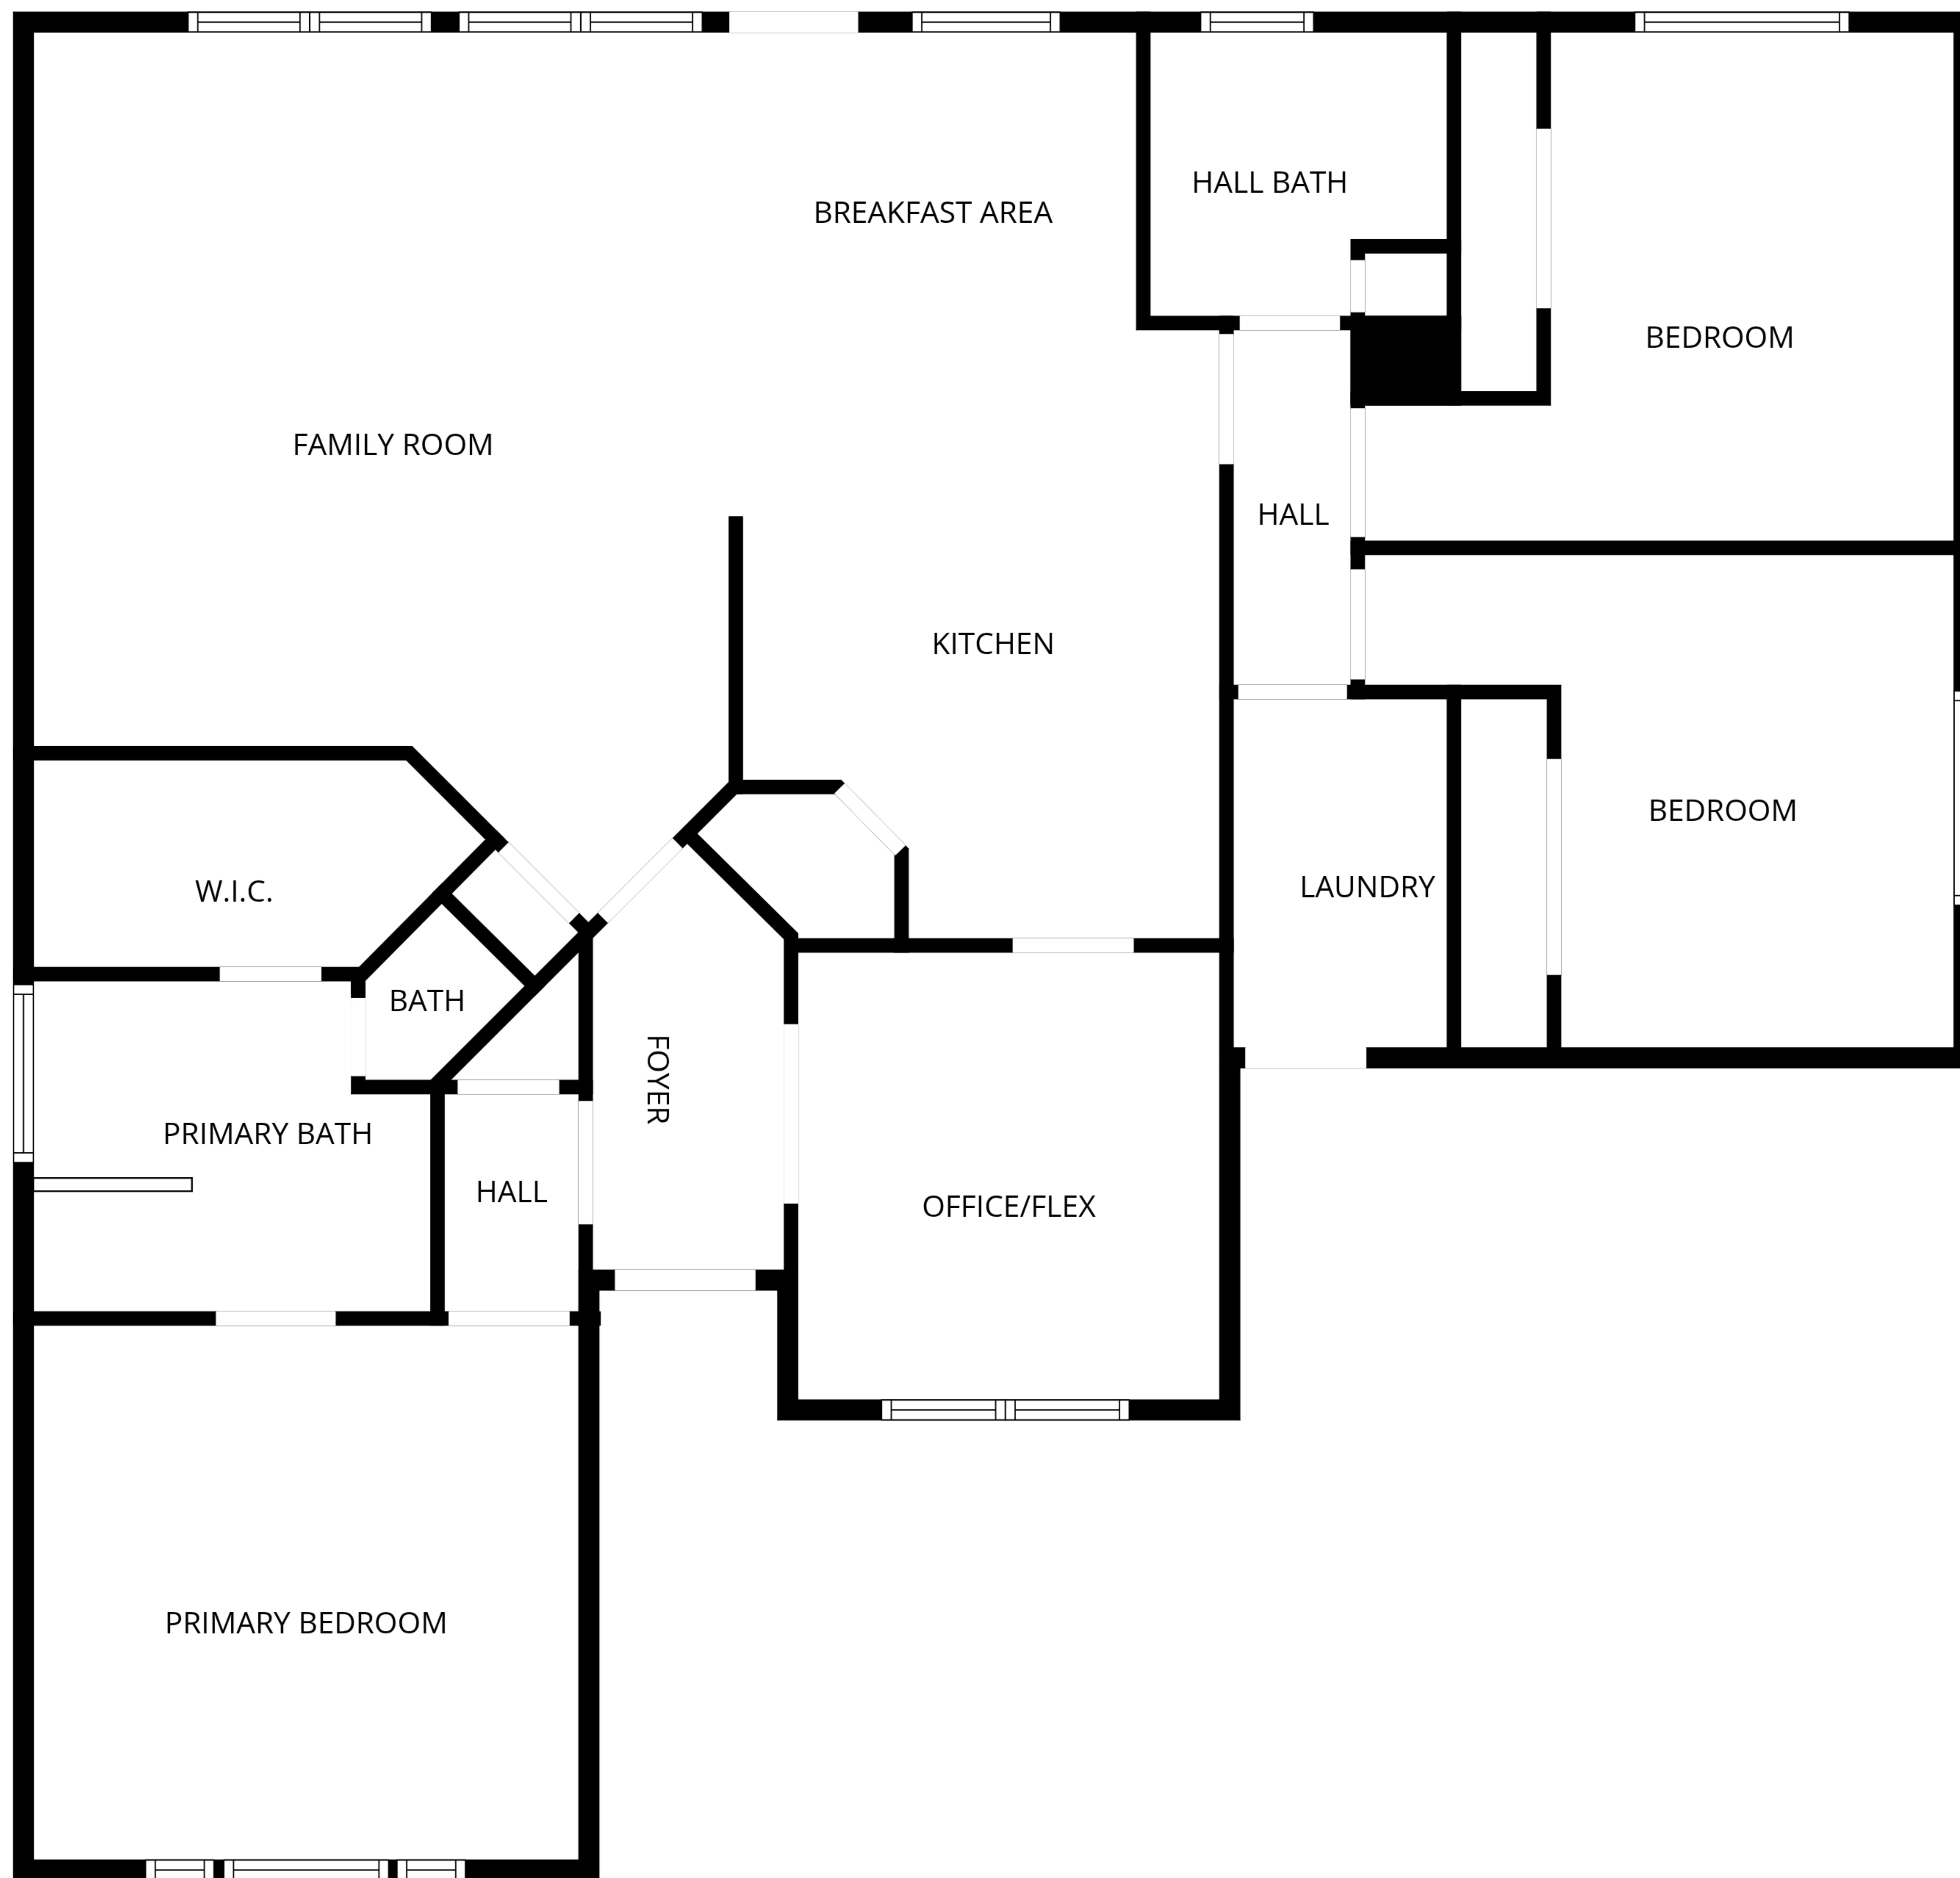 HALL BATH
BREAKFAST AREA
BEDROOM
FAMILY ROOM
HALL
KITCHEN
BEDROOM
LAUNDRY
W.I.C.
BATH
FOYER
PRIMARY BATH
HALL
OFFICE/FLEX
PRIMARY BEDROOM